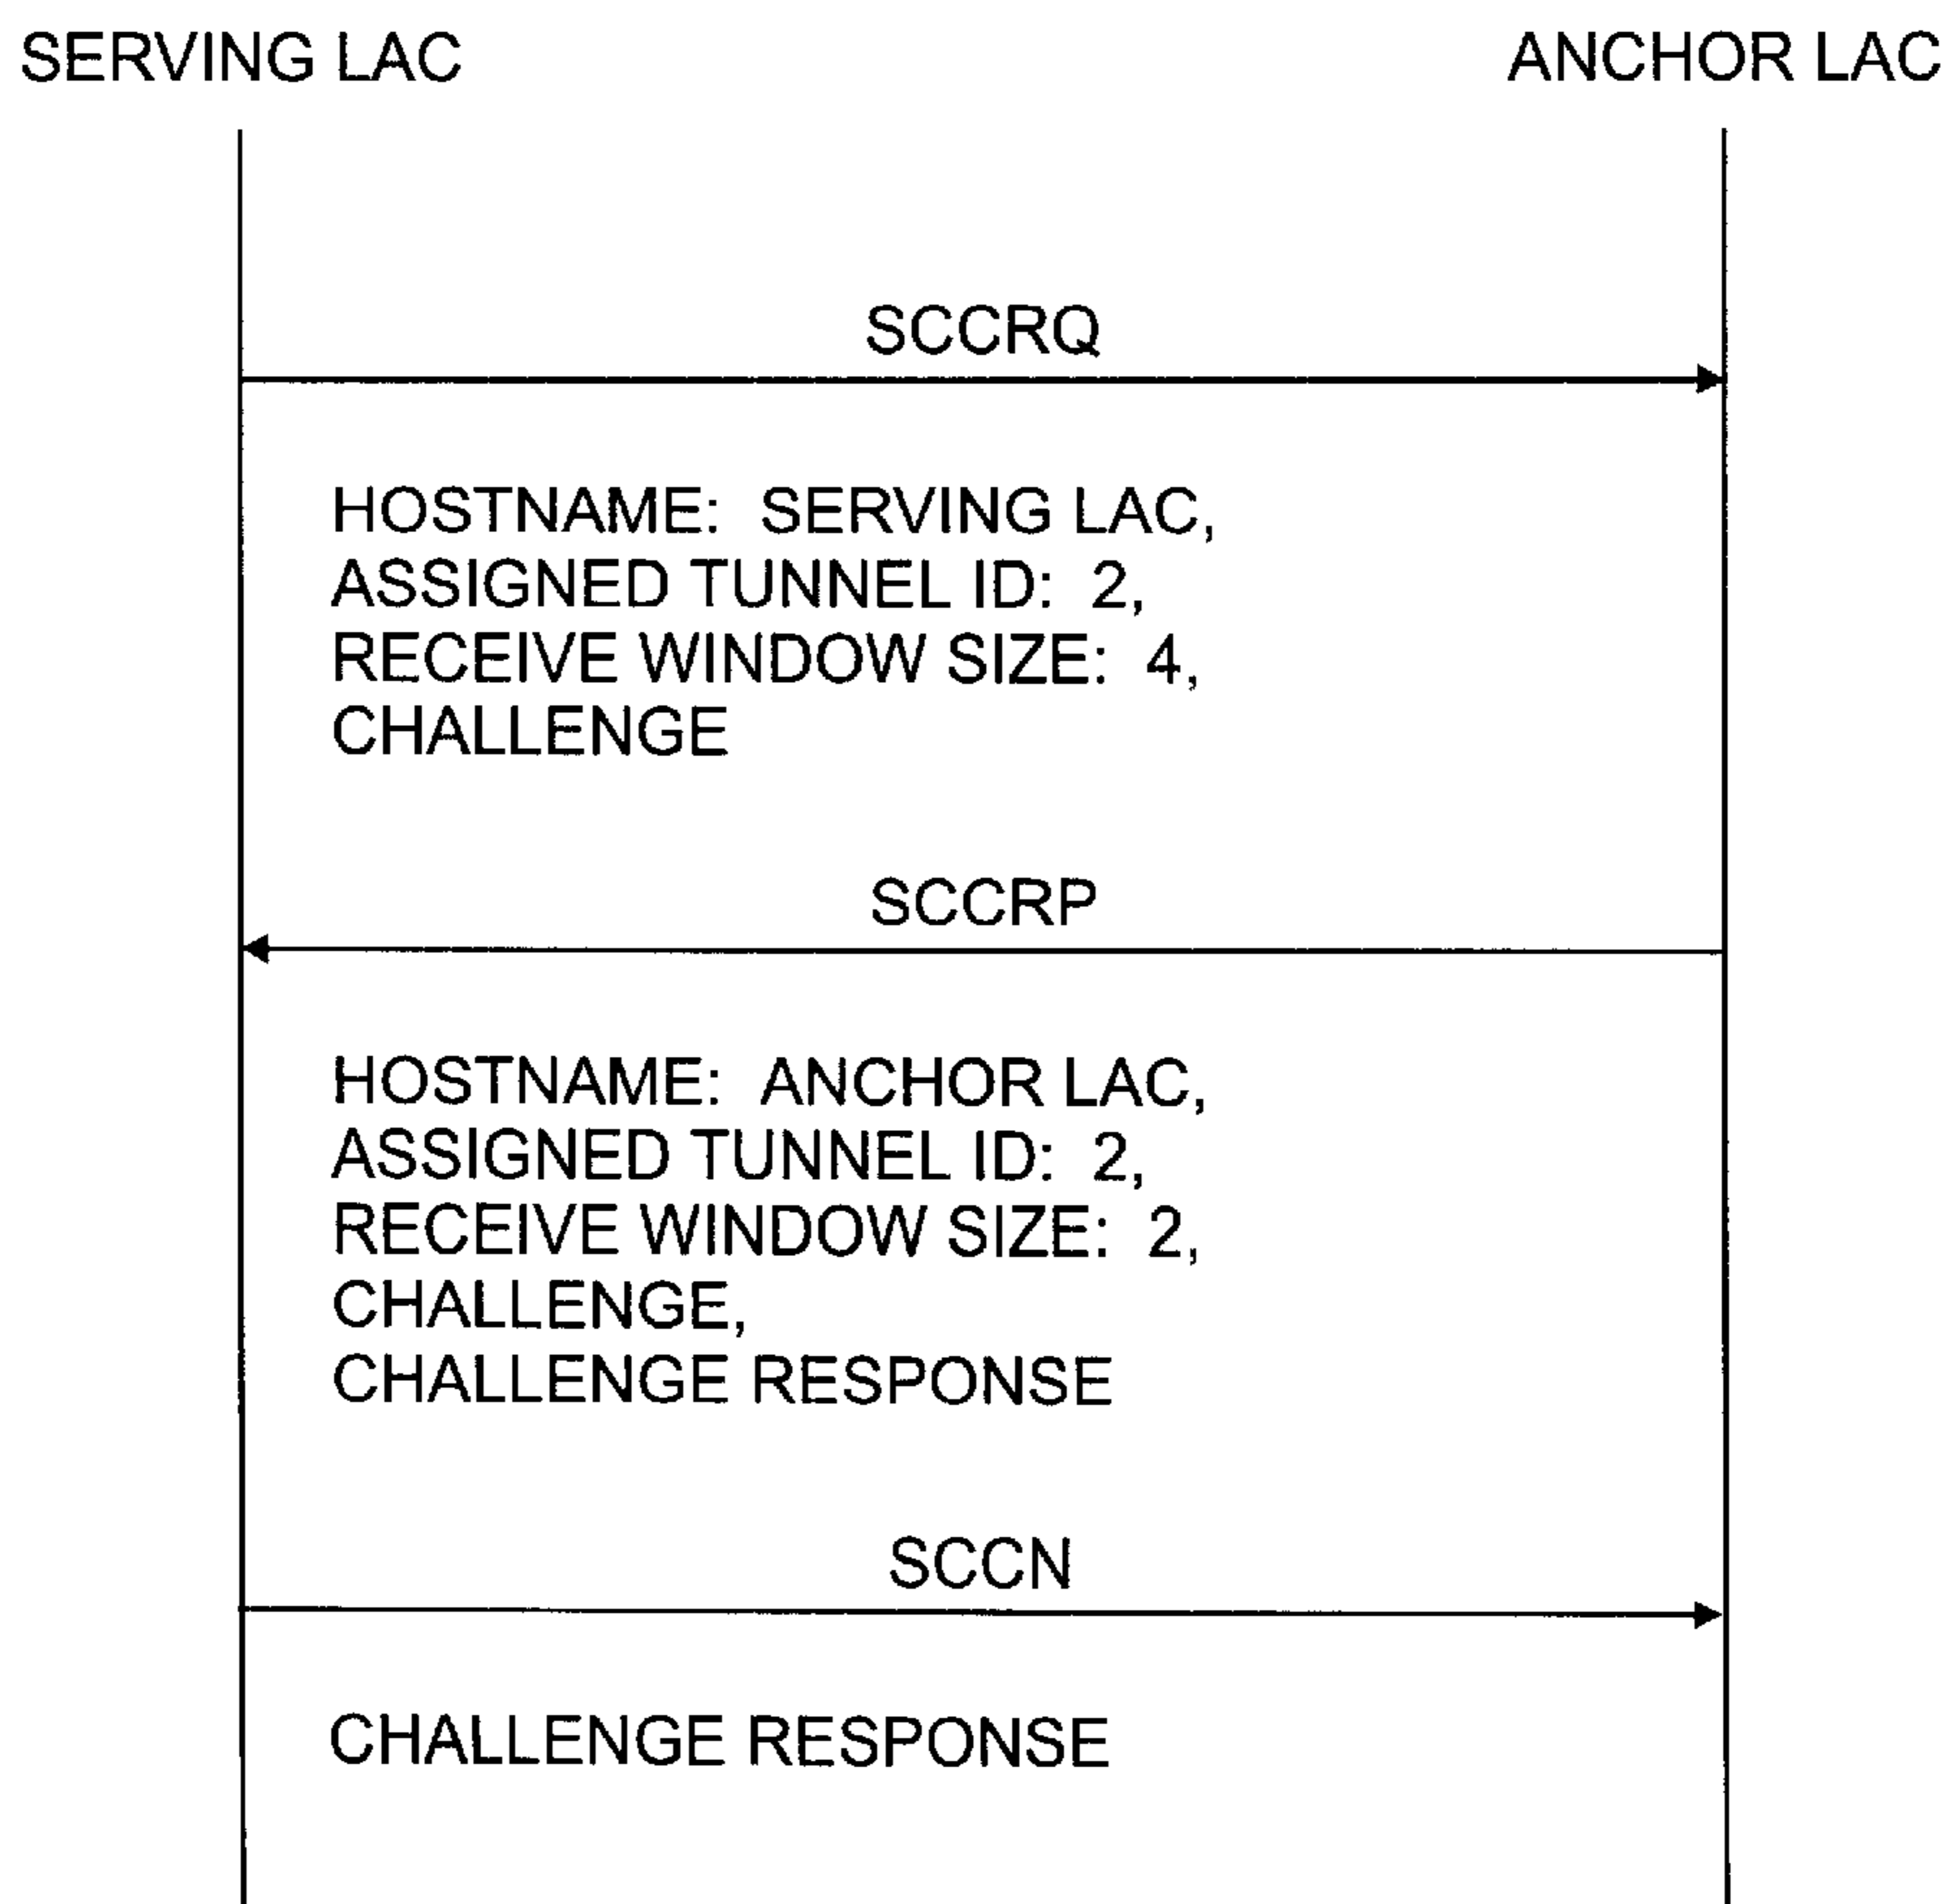 SERVING LAC
ANCHOR LAC
SCCRQ
HOSTNAME: SERVING LAC,
ASSIGNED TUNNEL ID: 2,
RECEIVE WINDOW SIZE: 4,
CHALLENGE
SCCRP
HOSTNAME: ANCHOR LAC,
ASSIGNED TUNNEL ID: 2,
RECEIVE WINDOW SIZE: 2,
CHALLENGE,
CHALLENGE RESPONSE
SCCN
CHALLENGE RESPONSE